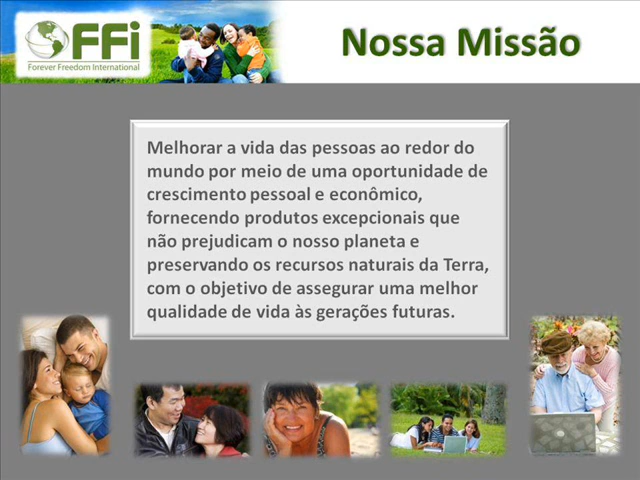 FFi
Forever Freedom International
Nossa Missão
Melhorar a vida das pessoas ao redor do
mundo por meio de uma oportunidade de
crescimento pessoal e econômico,
fornecendo produtos excepcionais que
não prejudicam o nosso planeta e
preservando os recursos naturais da Terra,
com o objetivo de assegurar uma melhor
qualidade de vida às gerações futuras.